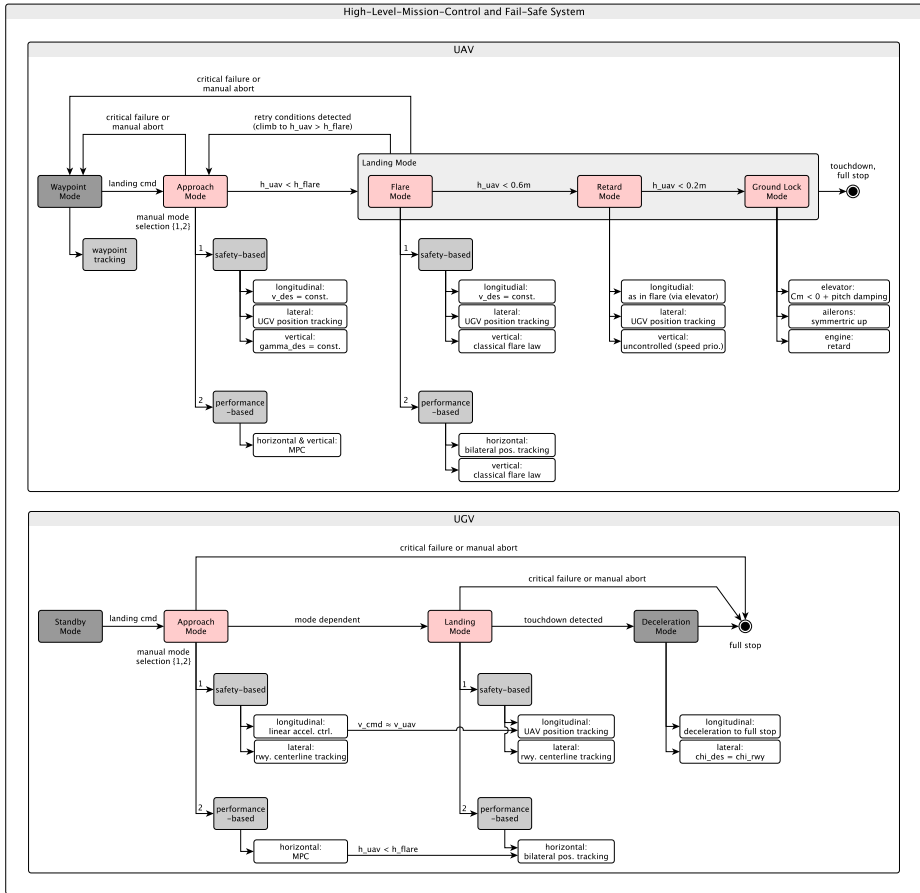 High-Level-Mission-Control and Fail-Safe System
UAV
critical failure or
manual abort
critical failure or
manual abort
retry conditions detected
(climb to h_uav > h_flare)
Landing Mode
touchdown,
full stop
Waypoint
Mode
landing cmd
Approach
Mode
h_uav < h_flare
Flare
Mode
h_uav < 0.6m
Retard
Mode
h_uav < 0.2m
Ground Lock
Mode
manual mode
selection {1,2}
waypoint
tracking
1
safety-based
1
safety-based
longitudinal:
v_des = const.
lateral:
UGV position tracking
vertical:
gamma_des = const.
longitudial:
v_des = const.
lateral:
UGV position tracking
vertical:
classical flare law
longitudial:
as in flare (via elevator)
lateral:
UGV position tracking
vertical:
uncontrolled (speed prio.)
elevator:
Cm < 0 + pitch damping
ailerons:
symmertric up
engine:
retard
2
performance
-based
2
performance
-based
horizontal & vertical:
MPC
horizontal:
bilateral pos. tracking
vertical:
classical flare law
UGV
critical failure or manual abort
critical failure or manual abort
Standby
Mode
landing cmd
Approach
Mode
mode dependent
Landing
Mode
touchdown detected
Deceleration
Mode
full stop
manual mode
selection {1,2}
1
safety-based
1
safety-based
longitudinal:
linear accel. ctrl.
v_cmd ≈ v_uav
longitudinal:
UAV position tracking
longitudinal:
deceleration to full stop
lateral:
rwy. centerline tracking
lateral:
rwy. centerline tracking
lateral:
chi_des = chi_rwy
2
performance
-based
2
performance
-based
horizontal:
MPC
h_uav < h_flare
horizontal:
bilateral pos. tracking